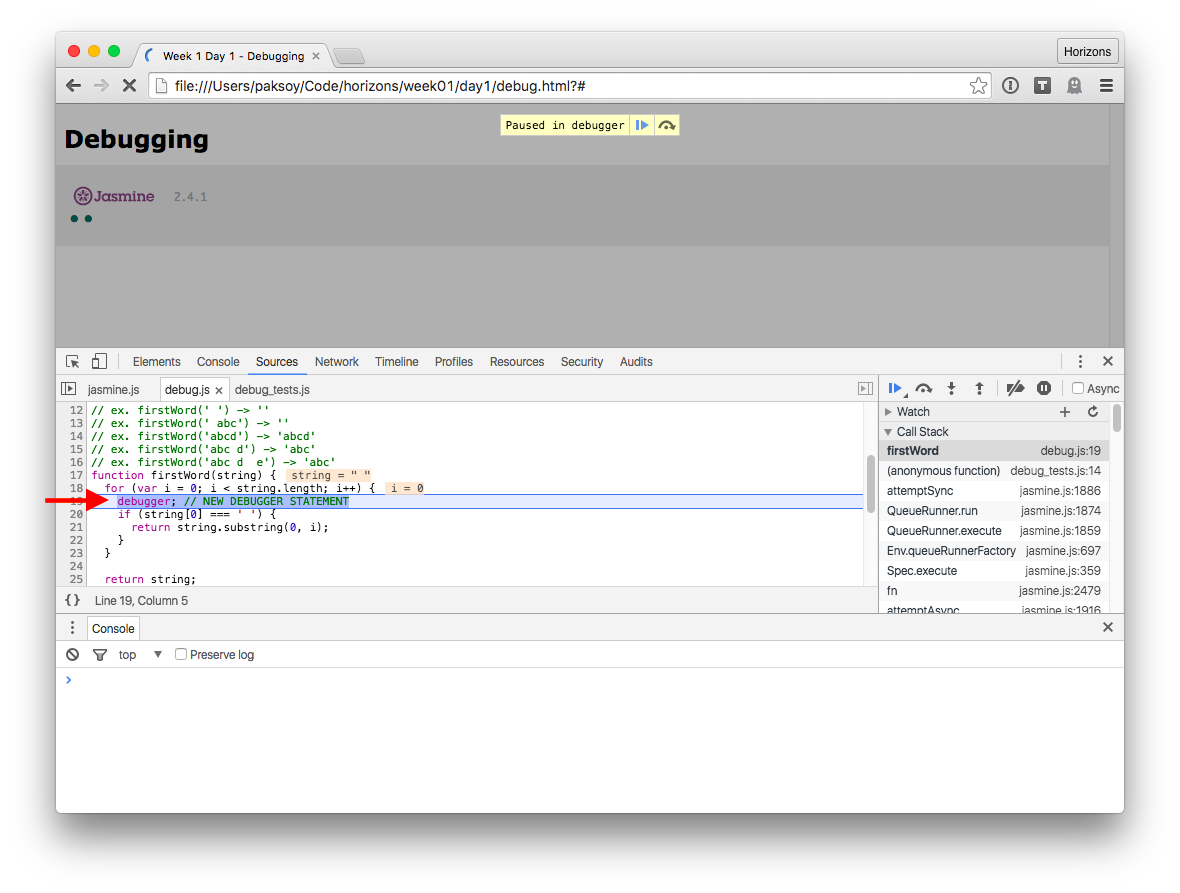 Week 1 Day 1 - Debugging ×
Horizons
file:///Users/paksoy/Code/horizons/week01/day1/debug.html?#
Paused in debugger
Debugging
Jasmine 2.4.1
Elements Console Sources Network Timeline Profiles Resources Security Audits
jasmine.js debug.js × debug_tests.js
Async
12 // ex. firstWord(' ') -> ''
13 // ex. firstWord(' abc') -> ''
14 // ex. firstWord('abcd') -> 'abcd'
15 // ex. firstWord('abc d') -> 'abc'
16 // ex. firstWord('abc d  e') -> 'abc'
17 function firstWord(string) { string = " "
18 for (var i = 0; i < string.length; i++) { i = 0
19 debugger; // NEW DEBUGGER STATEMENT
20 if (string[0] === ' ') {
21 return string.substring(0, i);
22 }
23 }
24
25 return string;
{} Line 19, Column 5
Watch
Call Stack
firstWord debug.js:19
(anonymous function) debug_tests.js:14
attemptSync jasmine.js:1886
QueueRunner.run jasmine.js:1874
QueueRunner.execute jasmine.js:1859
Env.queueRunnerFactory jasmine.js:697
Spec.execute jasmine.js:359
fn jasmine.js:2479
attemptAsync jasmine.js:1916
Console
top ▼ Preserve log
>